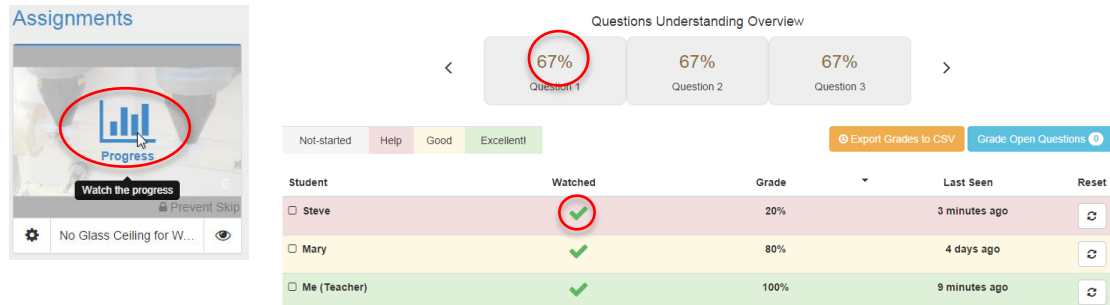 Assignments
Progress
Watch the progress
Prevent Skip
No Glass Ceiling for W...
Questions Understanding Overview
67% 67% 67%
Question 1 Question 2 Question 3
Not-started Help Good Excellent!
Export Grades to CSV Grade Open Questions 0
Student Watched Grade Last Seen Reset
Steve 20% 3 minutes ago
Mary 80% 4 days ago
Me (Teacher) 100% 9 minutes ago